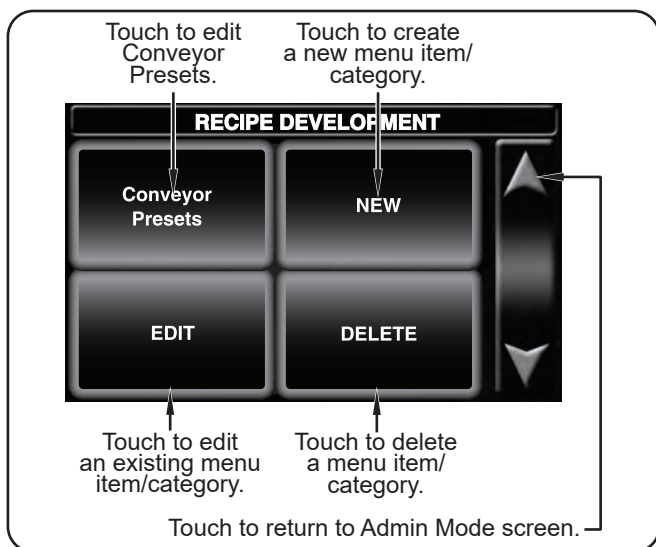 Touch to edit
Conveyor
Presets.
Touch to create
a new menu item/
category.
RECIPE DEVELOPMENT
Conveyor
Presets
NEW
EDIT
DELETE
Touch to edit
an existing menu
item/category.
Touch to delete
a menu item/
category.
Touch to return to Admin Mode screen.